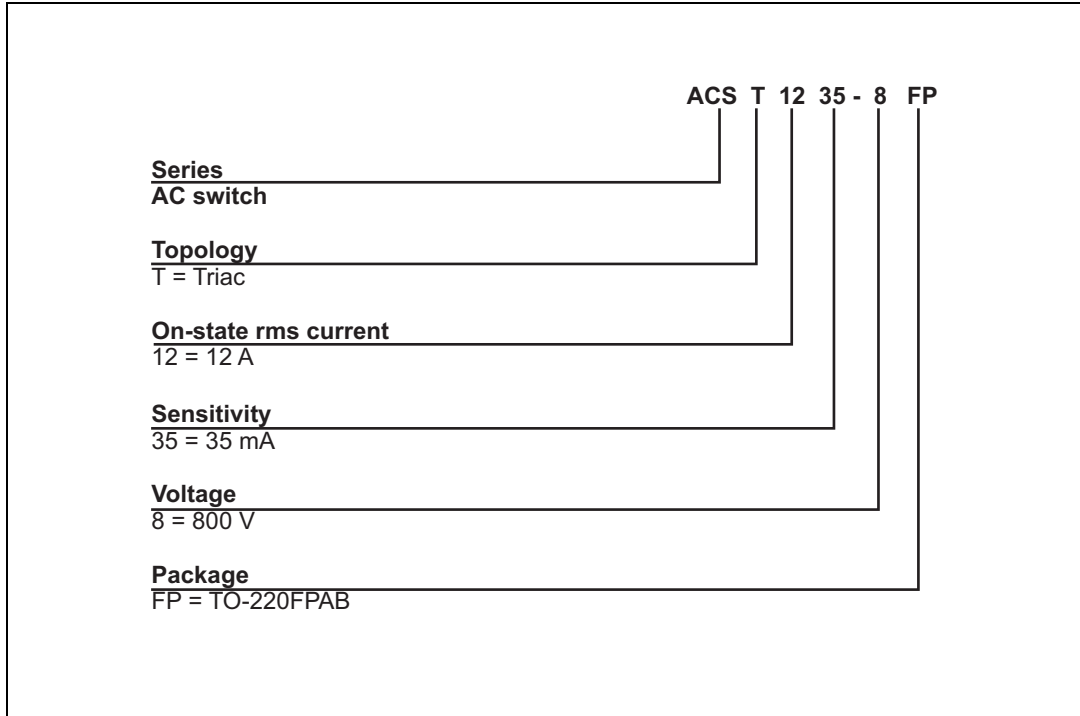 ACS T 12 35 - 8 FP
Series
AC switch
Topology
T = Triac
On-state rms current
12 = 12 A
Sensitivity
35 = 35 mA
Voltage
8 = 800 V
Package
FP = TO-220FPAB